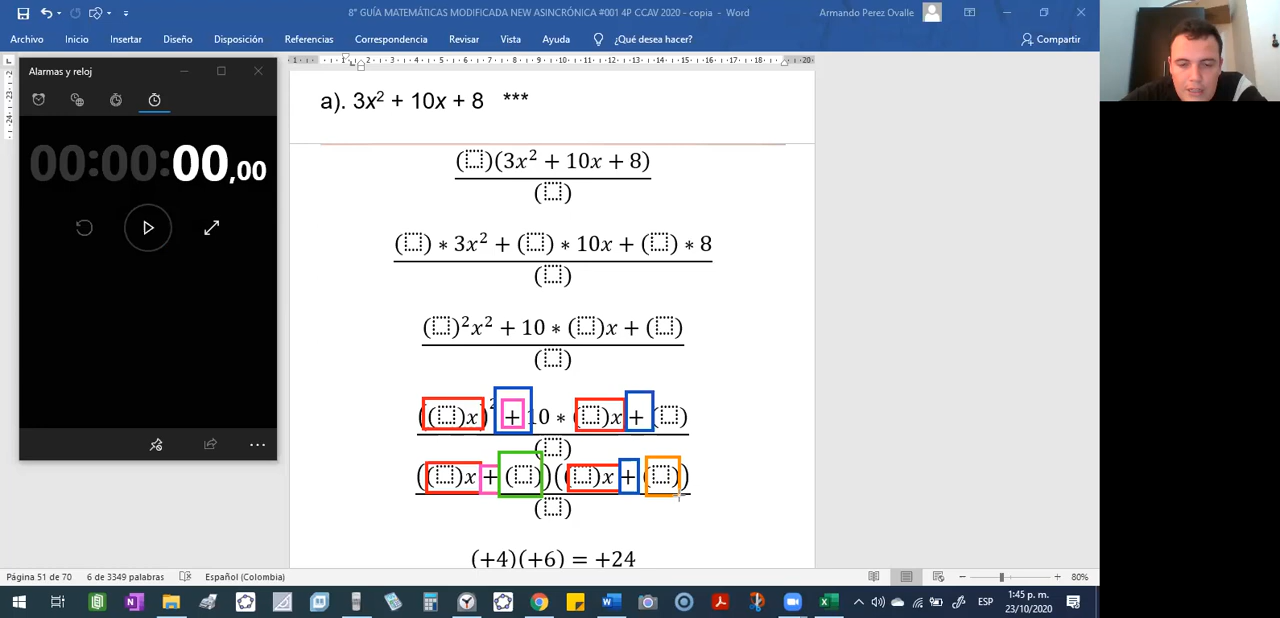 8° GUÍA MATEMÁTICAS MODIFICADA NEW ASINCRÓNICA #001 4P CCAV 2020 - copia - Word
Armando Perez Ovalle
Archivo Inicio Insertar Diseño Disposición Referencias Correspondencia Revisar Vista Ayuda ¿Qué desea hacer? Compartir
Alarmas y reloj
00:00:00,00
a). 3x² + 10x + 8 ***
(⬚)(3x² + 10x + 8)
(⬚)
(⬚) * 3x² + (⬚) * 10x + (⬚) * 8
(⬚)
(⬚)²x² + 10 * (⬚)x + (⬚)
(⬚)
((⬚)x)² + 10 * (⬚)x + (⬚)
(⬚)
((⬚)x + (⬚))((⬚)x + (⬚))
(⬚)
(+4)(+6) = +24
Página 51 de 70 6 de 3349 palabras Español (Colombia) 80%
ESP
1:45 p. m.
23/10/2020